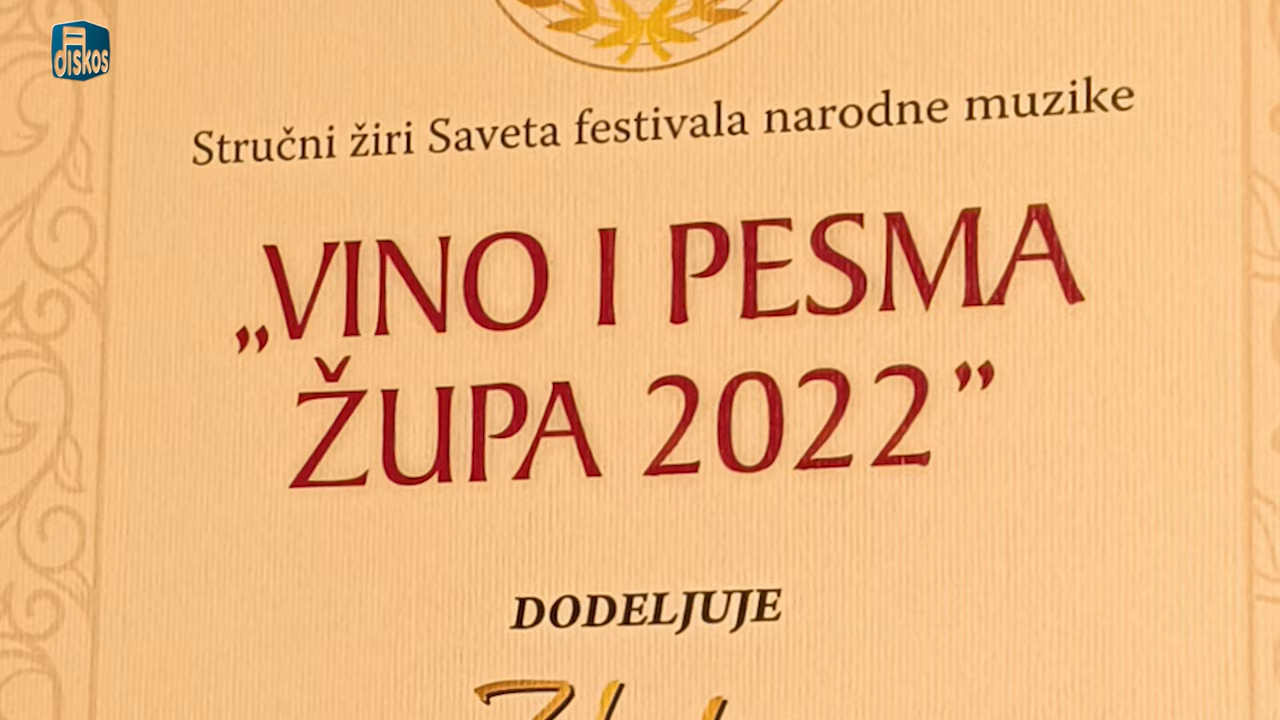 DISKOS
Stručni žiri Saveta festivala narodne muzike
„VINO I PESMA
ŽUPA 2022”
DODELJUJE